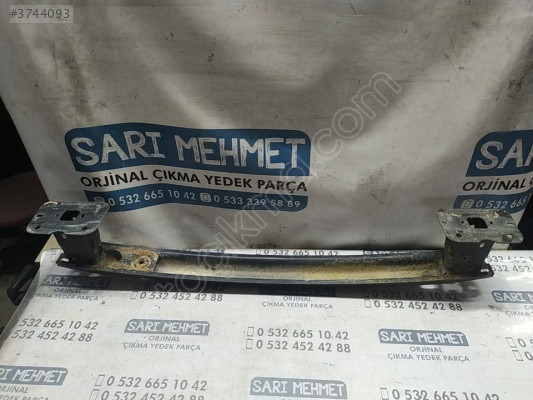 #3744093
SARI MEHMET
ORJİNAL ÇIKMA YEDEK PARÇA
0 532 665 10 42 0 533 339 58 89
SARI
ORJİNAL
0 532
0 532 665 10 42
0 532 452 42 88
SARI MEHMET
ORJİNAL
ÇIKMA YEDEK PARÇA
0 532 665 10 42
0 532 452 42 88
SARI MEHMET
ORJİNAL
ÇIKMA YEDEK PARÇA
SARI MEHMET
0 532 665 10 42
0 532 452 42 88
SARI MEHMET
0 532 665 10 42
0 532 452 42 88